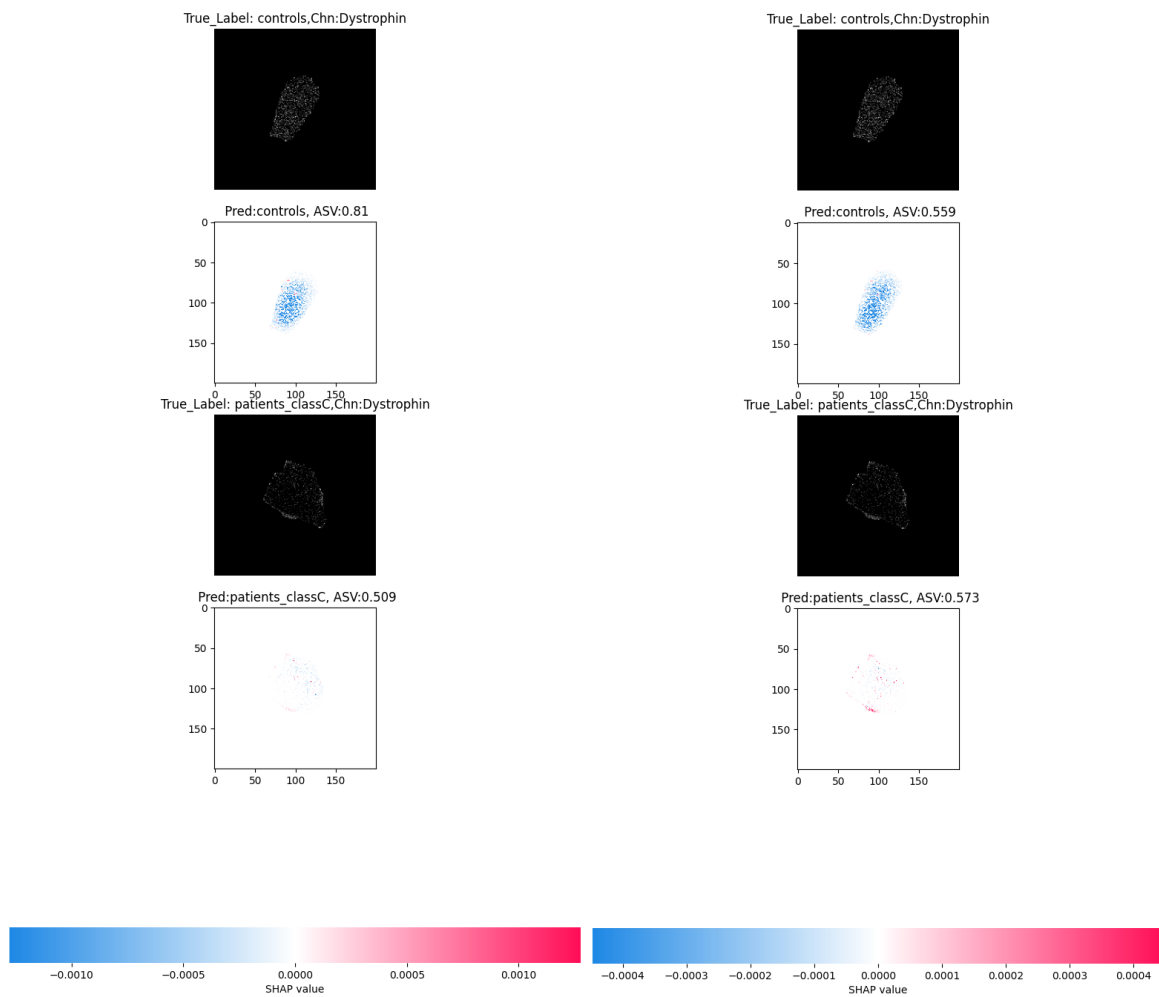 True_Label: controls,Chn:Dystrophin
True_Label: controls,Chn:Dystrophin
Pred:controls, ASV:0.81
0
50
100
150
0 50 100 150
Pred:controls, ASV:0.559
0
50
100
150
0 50 100 150
True_Label: patients_classC,Chn:Dystrophin
True_Label: patients_classC,Chn:Dystrophin
Pred:patients_classC, ASV:0.509
0
50
100
150
0 50 100 150
Pred:patients_classC, ASV:0.573
0
50
100
150
0 50 100 150
−0.0010 −0.0005 0.0000 0.0005 0.0010
SHAP value
−0.0004 −0.0003 −0.0002 −0.0001 0.0000 0.0001 0.0002 0.0003 0.0004
SHAP value